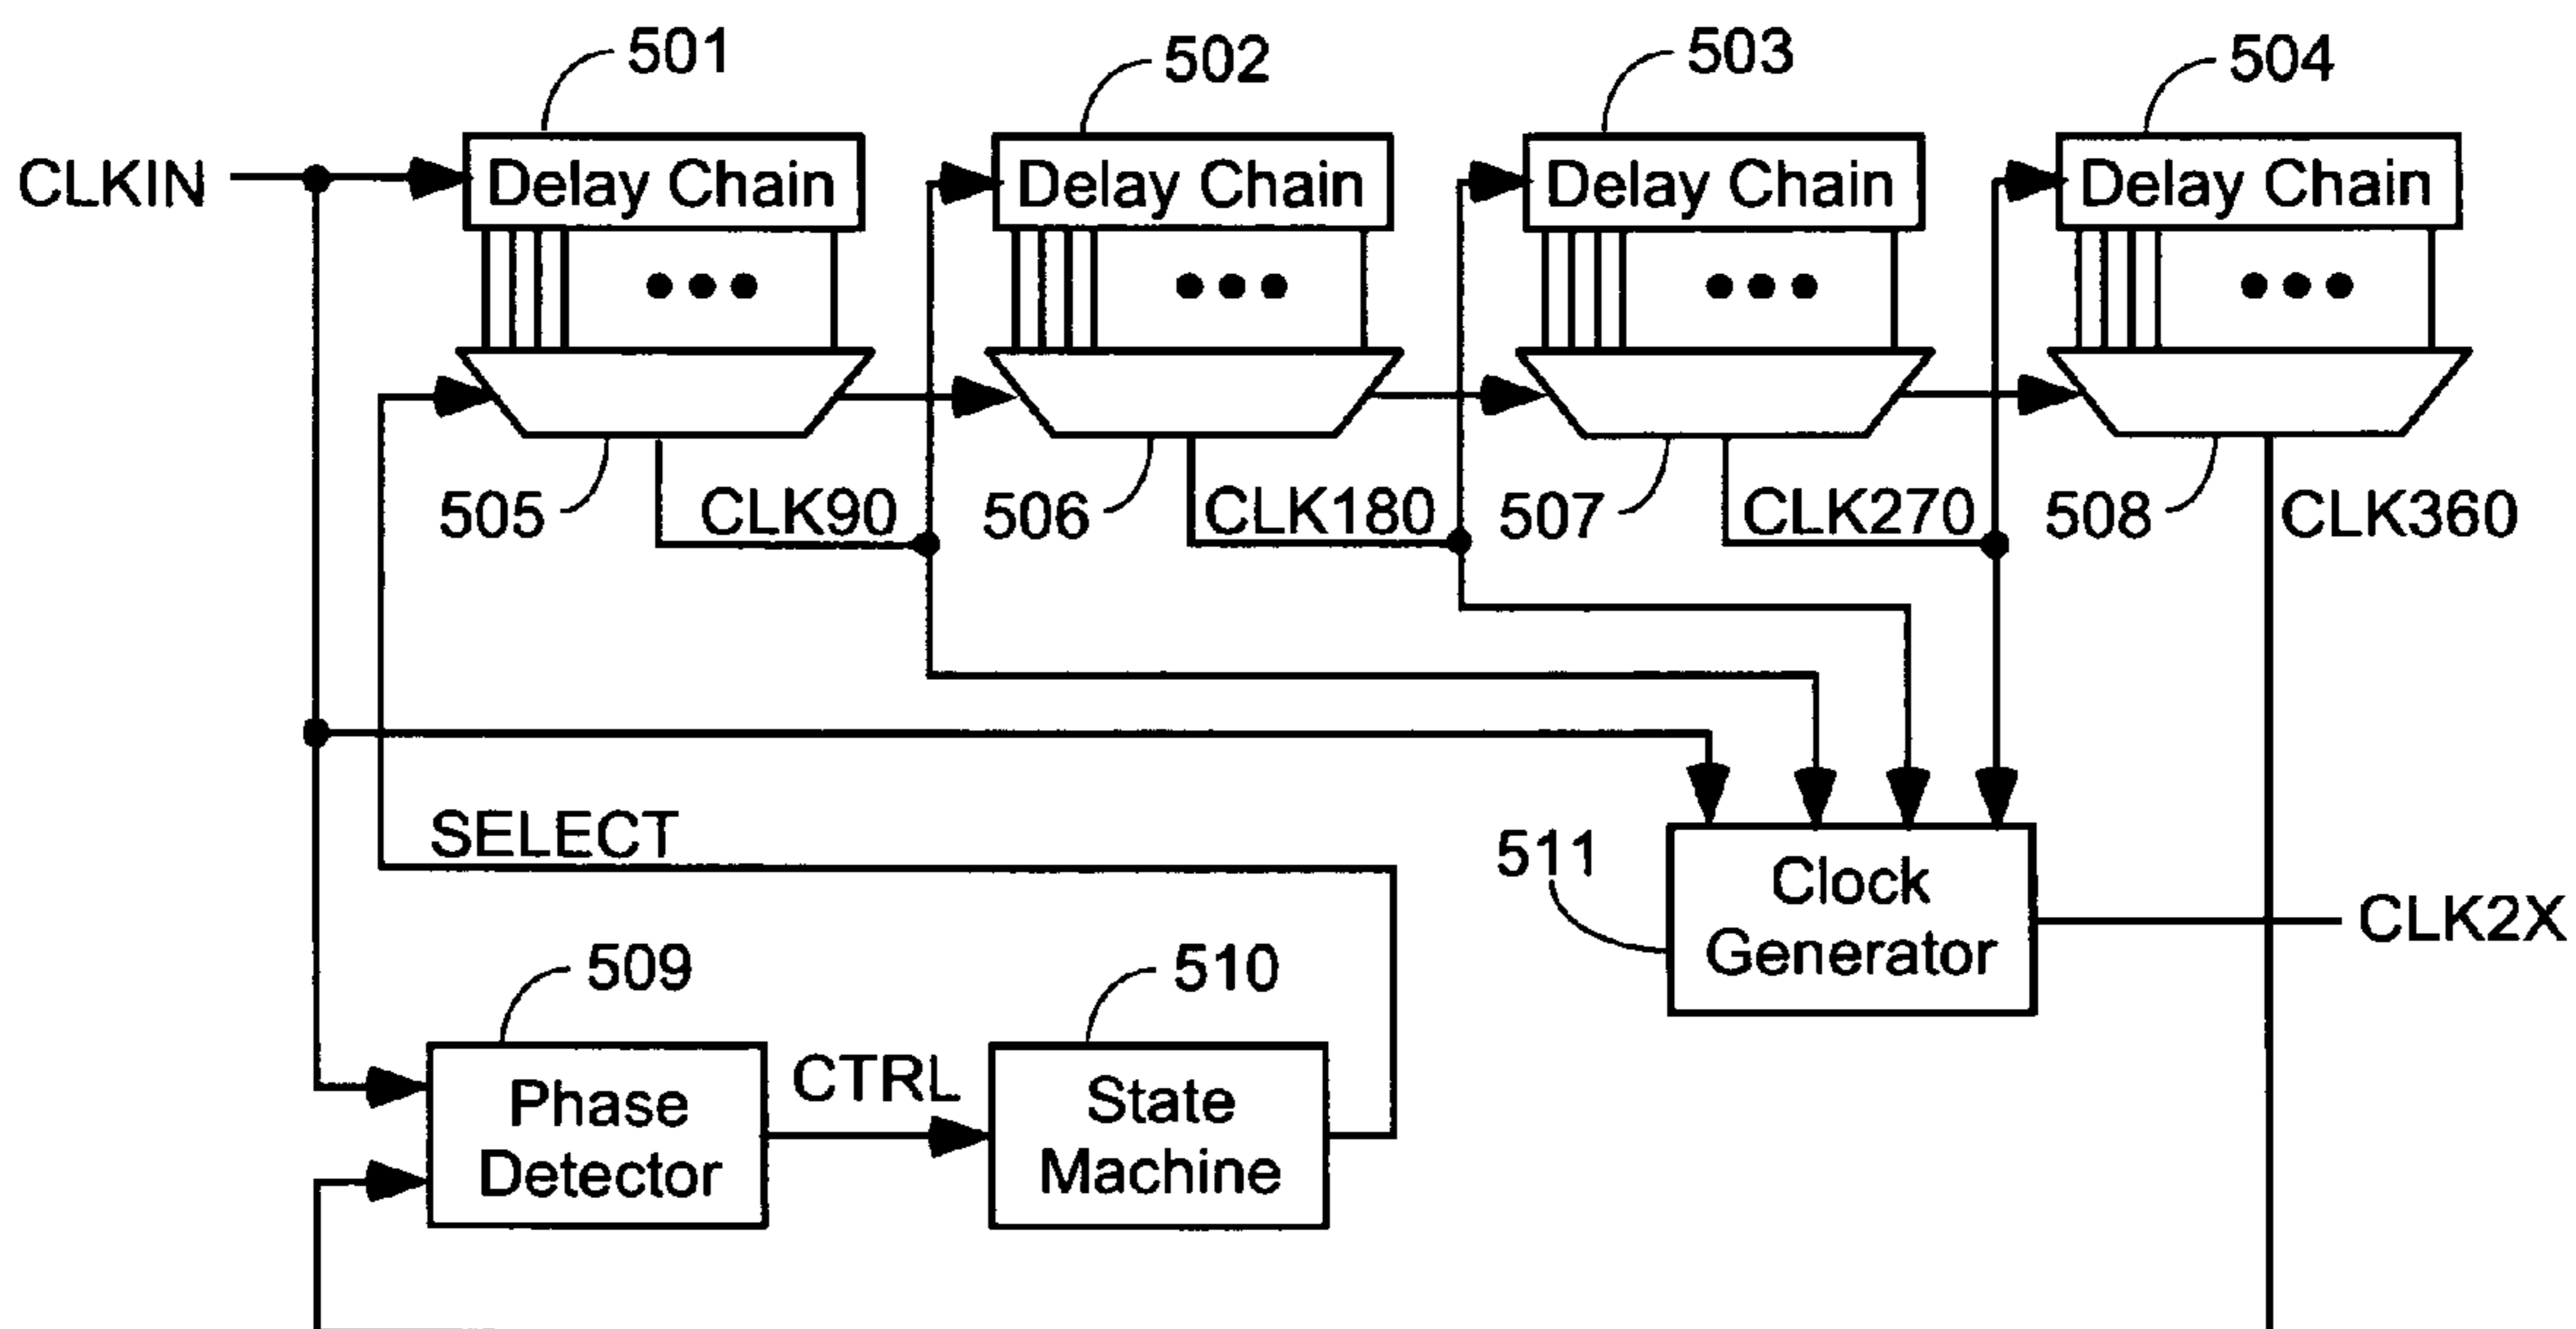 501
502
503
504
CLKIN
Delay Chain
Delay Chain
Delay Chain
Delay Chain
505
CLK90
506
CLK180
507
CLK270
508
CLK360
SELECT
511
Clock
Generator
CLK2X
509
510
Phase
Detector
CTRL
State
Machine